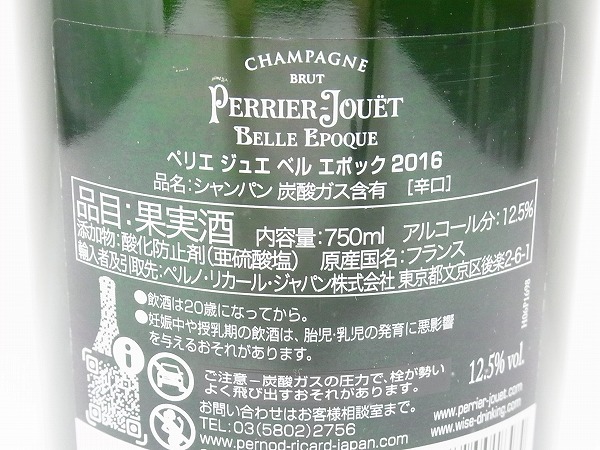 CHAMPAGNE
BRUT
PERRIER-JOUËT
BELLE EPOQUE
ペリエ ジュエ ベル エポック 2016
品名:シャンパン 炭酸ガス含有 [辛口]
品目:果実酒 内容量:750ml アルコール分:12.5%
添加物:酸化防止剤(亜硫酸塩) 原産国名:フランス
輸入者及引取先:ペルノ・リカール・ジャパン株式会社 東京都文京区後楽2-6-1
●飲酒は20歳になってから。
●妊娠中や授乳期の飲酒は、胎児・乳児の発育に悪影響
を与えるおそれがあります。
ご注意−炭酸ガスの圧力で、栓が勢い
よく飛び出すおそれがあります。
お問い合わせはお客様相談室まで。
TEL:03(5802)2756
www.pernod-ricard-japan.com
12.5% vol.
www.perrier-jouet.com
www.wise-drinking.com